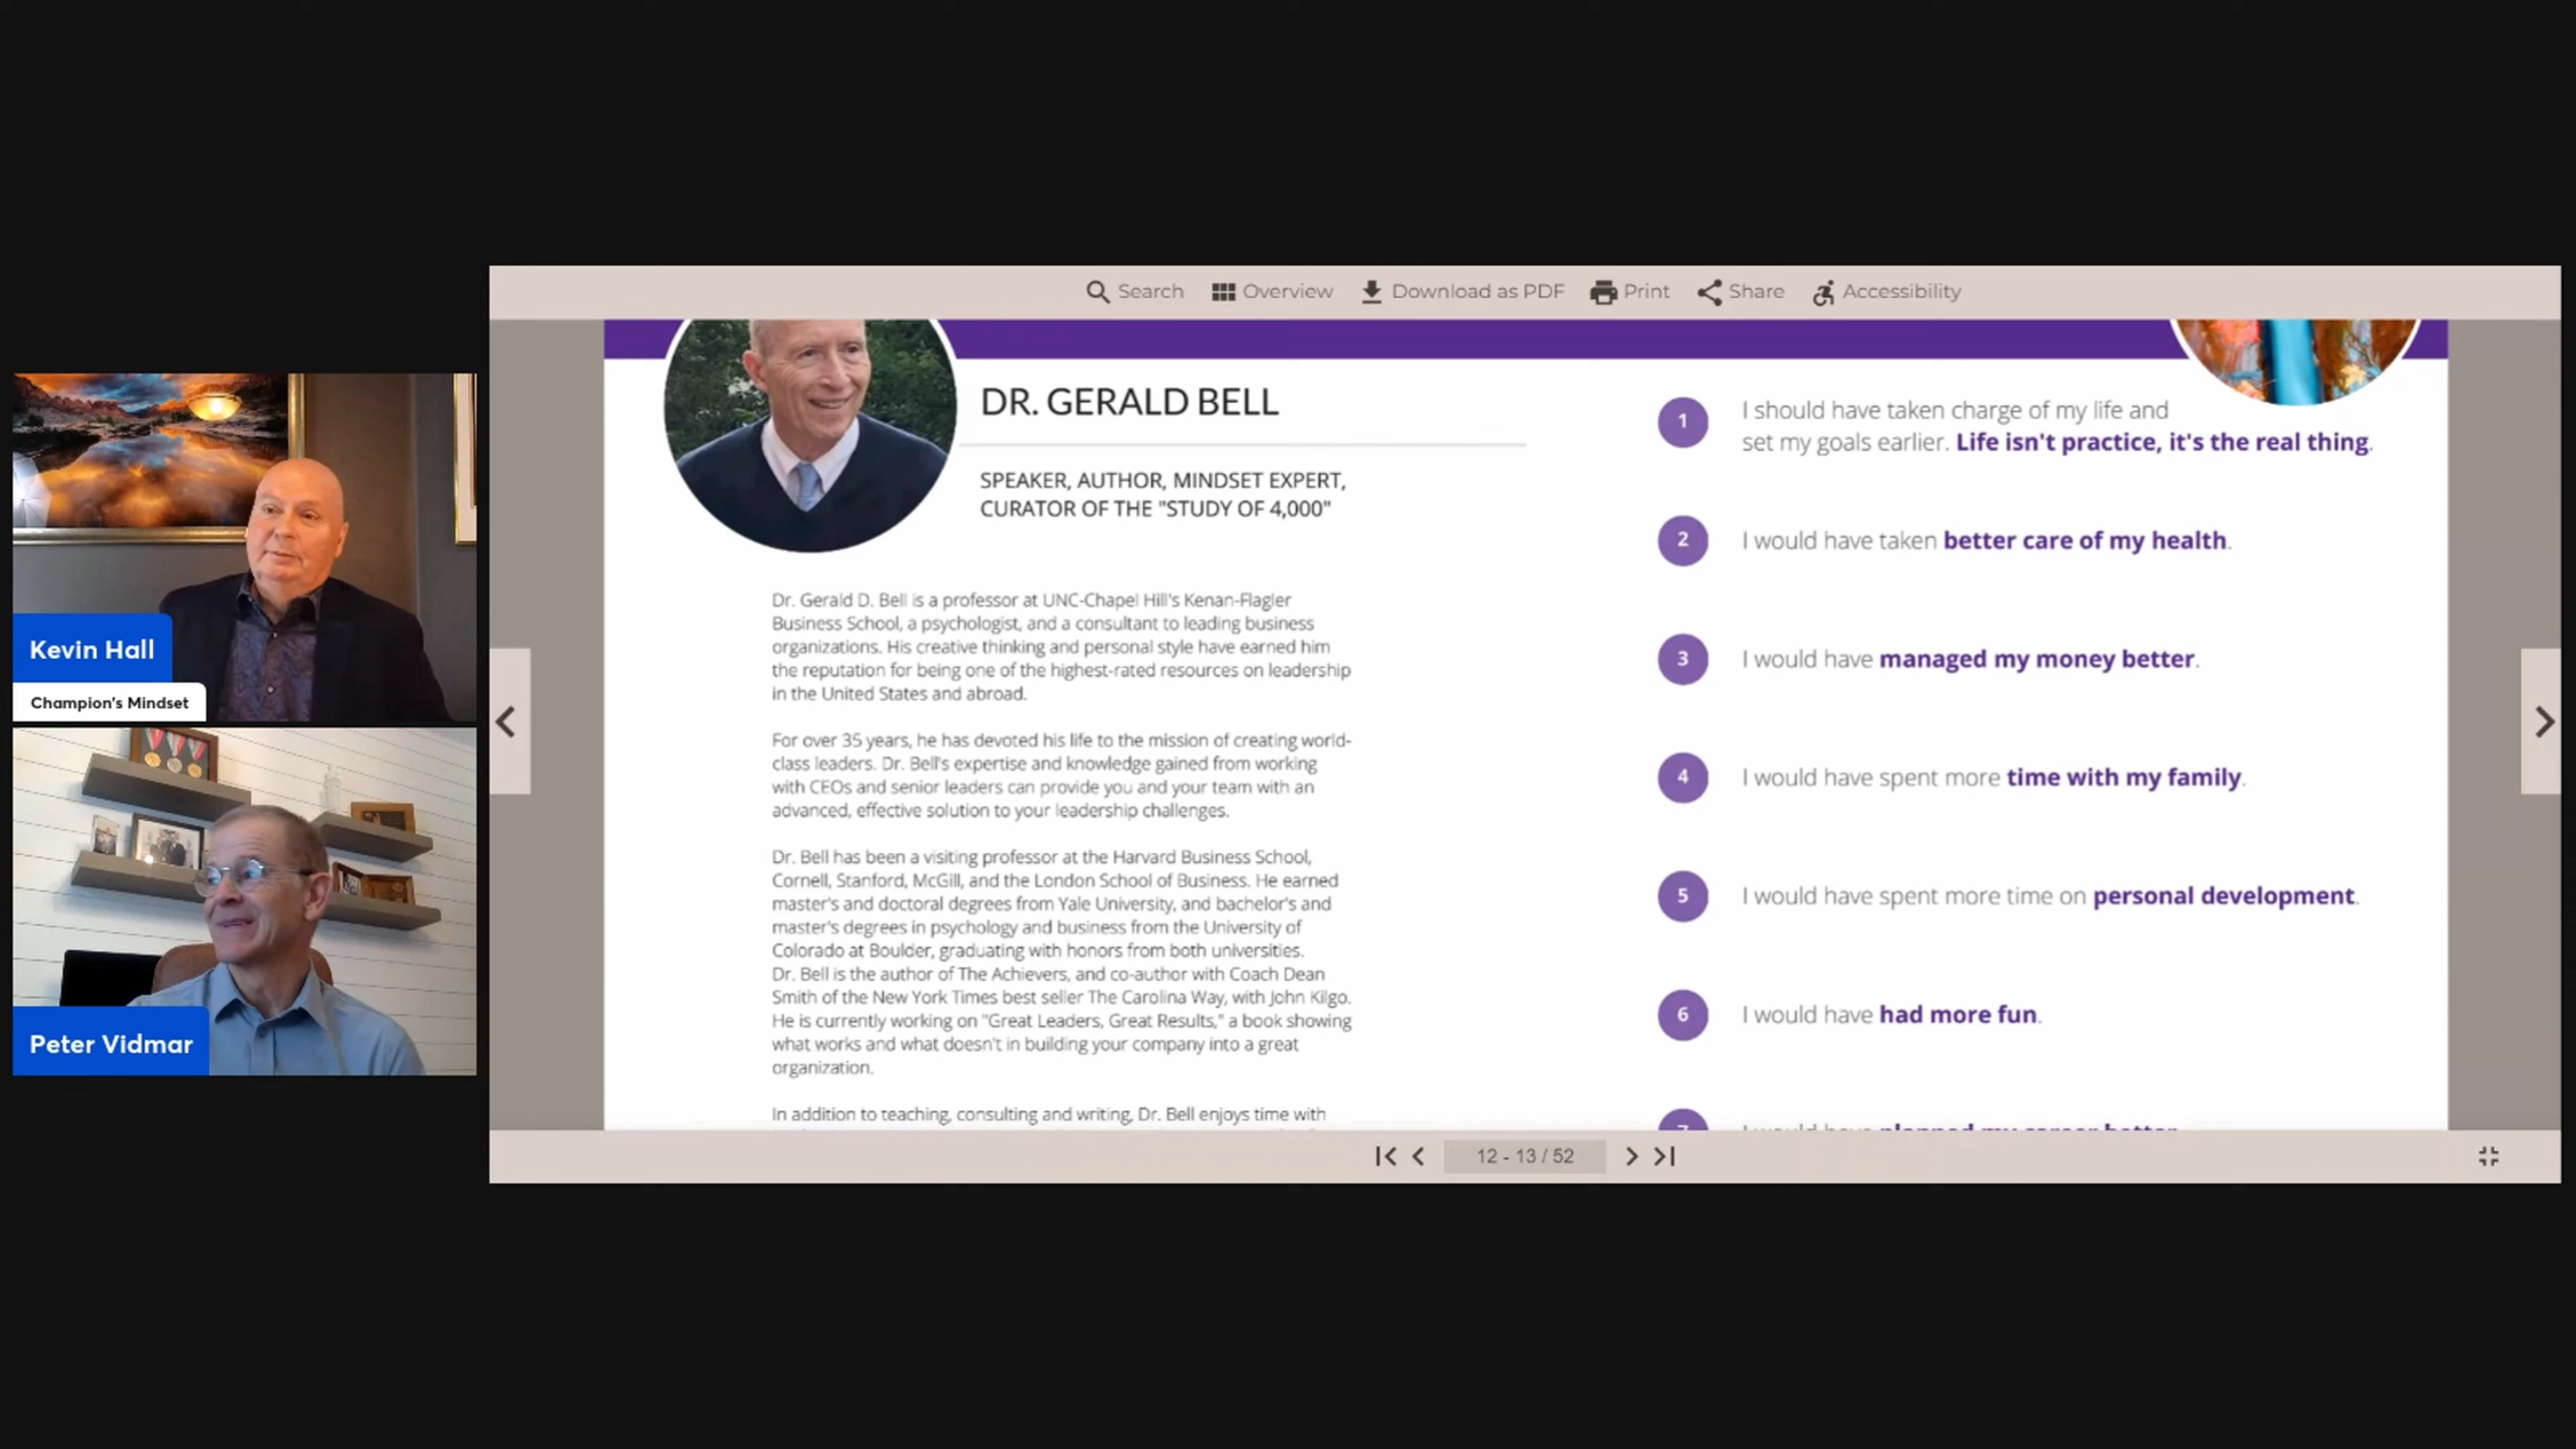 Search Overview Download as PDF Print Share Accessibility
Kevin Hall
Champion's Mindset
Peter Vidmar
DR. GERALD BELL
SPEAKER, AUTHOR, MINDSET EXPERT,
CURATOR OF THE "STUDY OF 4,000"
Dr. Gerald D. Bell is a professor at UNC-Chapel Hill's Kenan-Flagler
Business School, a psychologist, and a consultant to leading business
organizations. His creative thinking and personal style have earned him
the reputation for being one of the highest-rated resources on leadership
in the United States and abroad.
For over 35 years, he has devoted his life to the mission of creating world-
class leaders. Dr. Bell's expertise and knowledge gained from working
with CEOs and senior leaders can provide you and your team with an
advanced, effective solution to your leadership challenges.
Dr. Bell has been a visiting professor at the Harvard Business School,
Cornell, Stanford, McGill, and the London School of Business. He earned
master's and doctoral degrees from Yale University, and bachelor's and
master's degrees in psychology and business from the University of
Colorado at Boulder, graduating with honors from both universities.
Dr. Bell is the author of The Achievers, and co-author with Coach Dean
Smith of the New York Times best seller The Carolina Way, with John Kilgo.
He is currently working on "Great Leaders, Great Results," a book showing
what works and what doesn't in building your company into a great
organization.
In addition to teaching, consulting and writing, Dr. Bell enjoys time with
1 I should have taken charge of my life and
set my goals earlier. Life isn't practice, it's the real thing.
2 I would have taken better care of my health.
3 I would have managed my money better.
4 I would have spent more time with my family.
5 I would have spent more time on personal development.
6 I would have had more fun.
7 I would have planned my career better
12 - 13 / 52